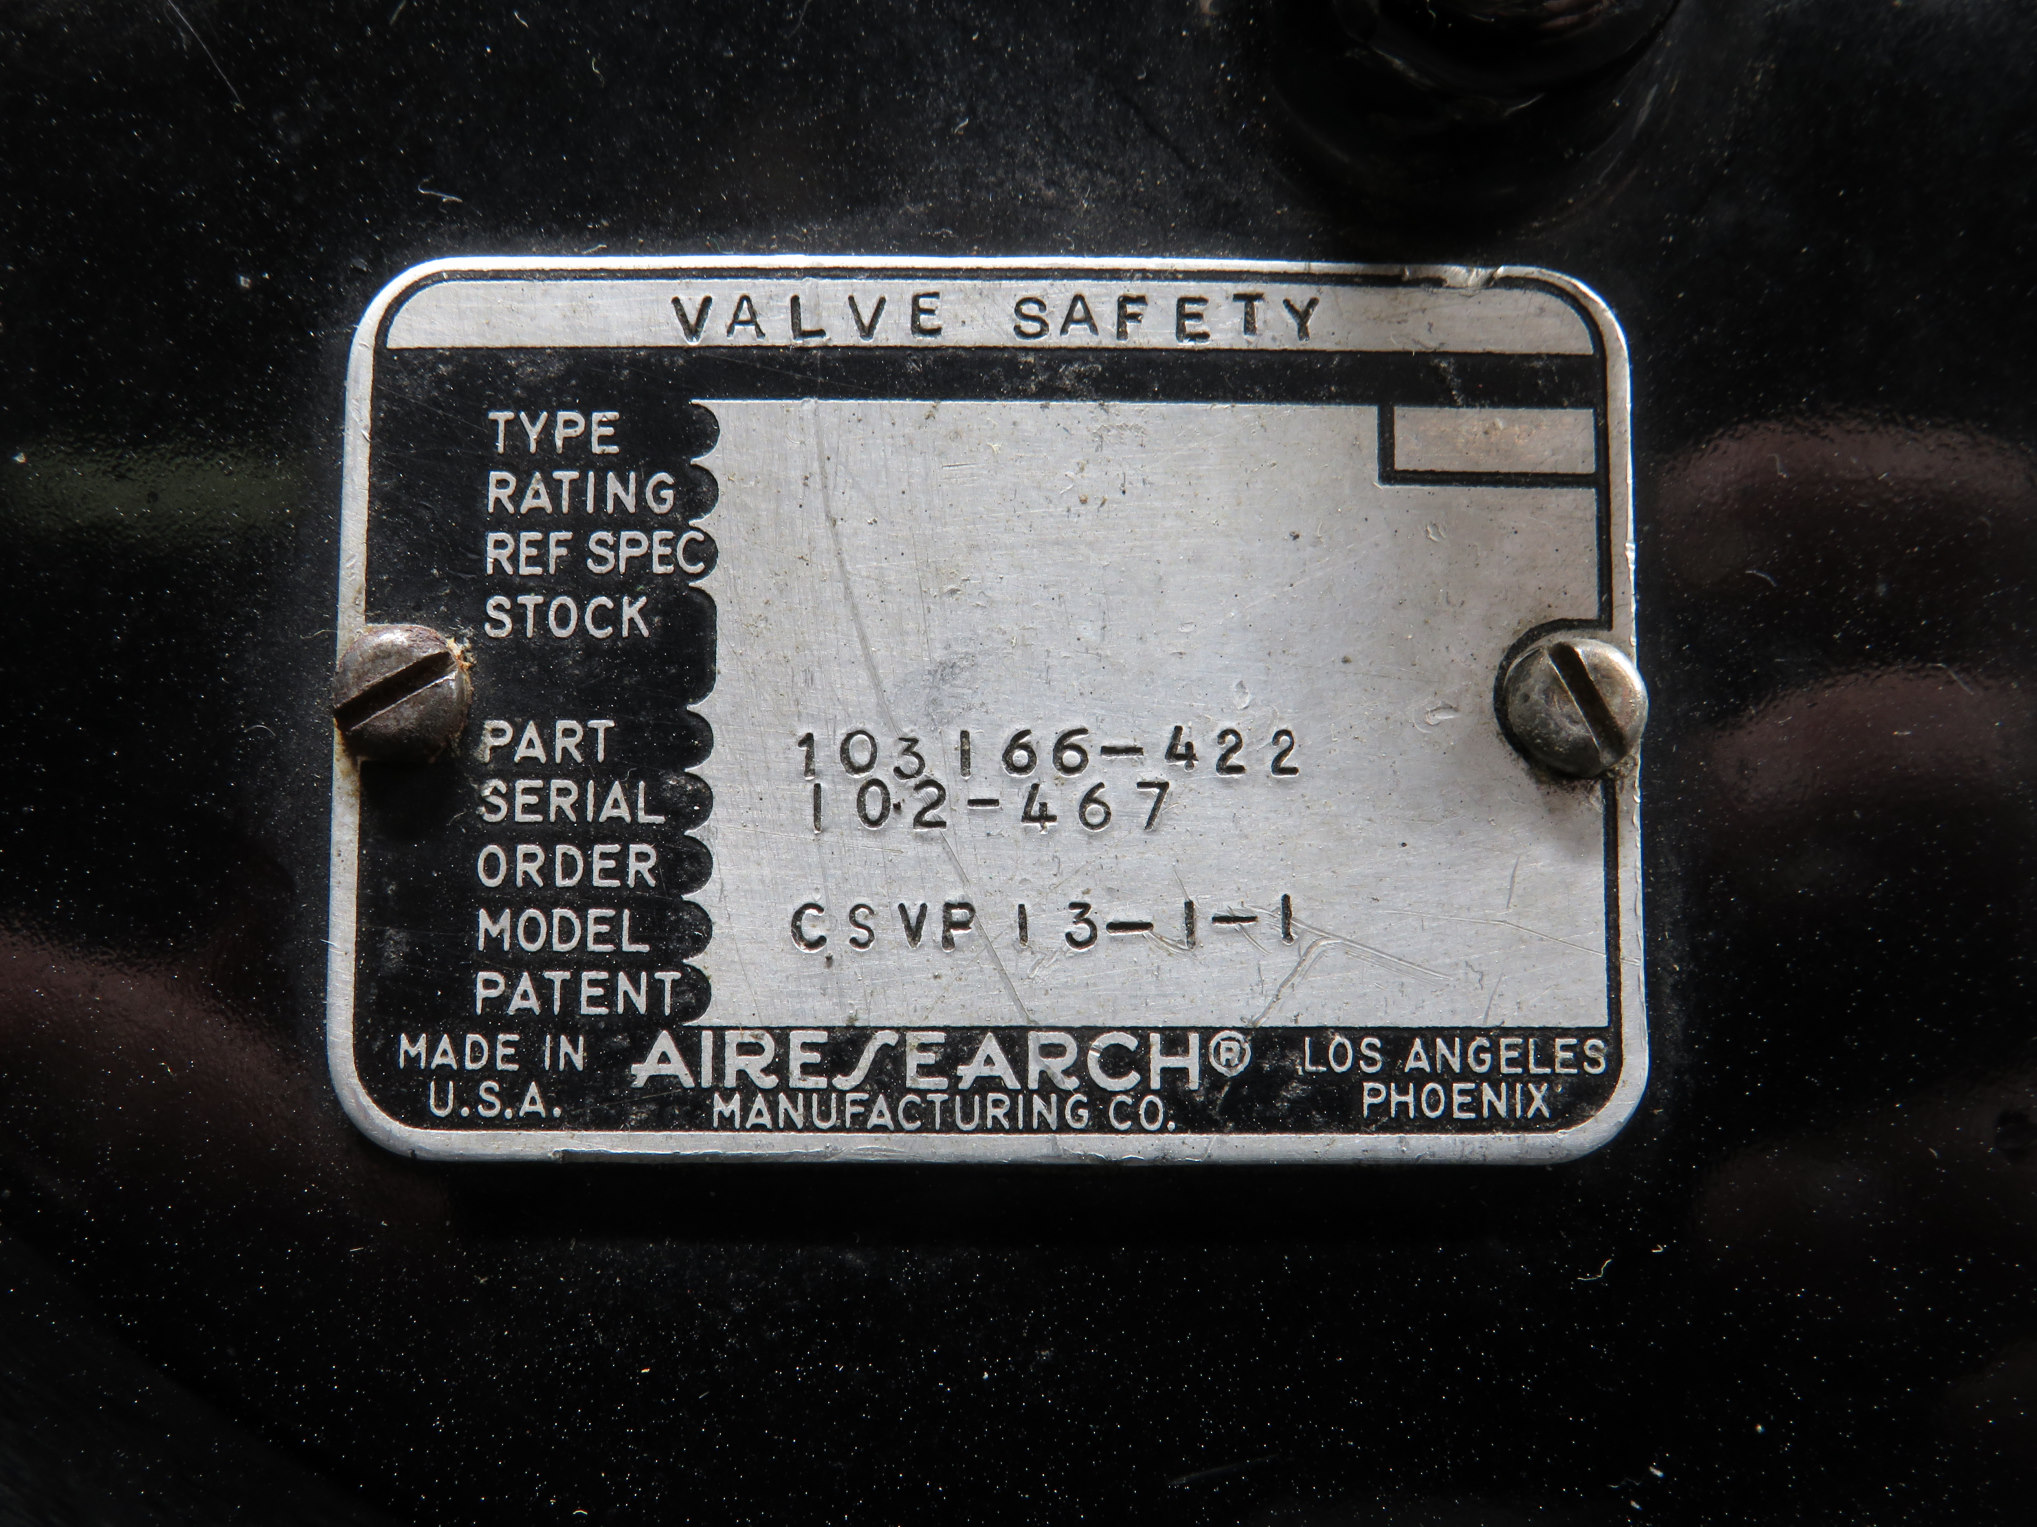 VALVE SAFETY
TYPE
RATING
REF SPEC
STOCK
PART 103166-422
SERIAL 102-467
ORDER
MODEL CSVP13-1-1
PATENT
MADE IN U.S.A.
AIRESEARCH®
MANUFACTURING CO.
LOS ANGELES
PHOENIX